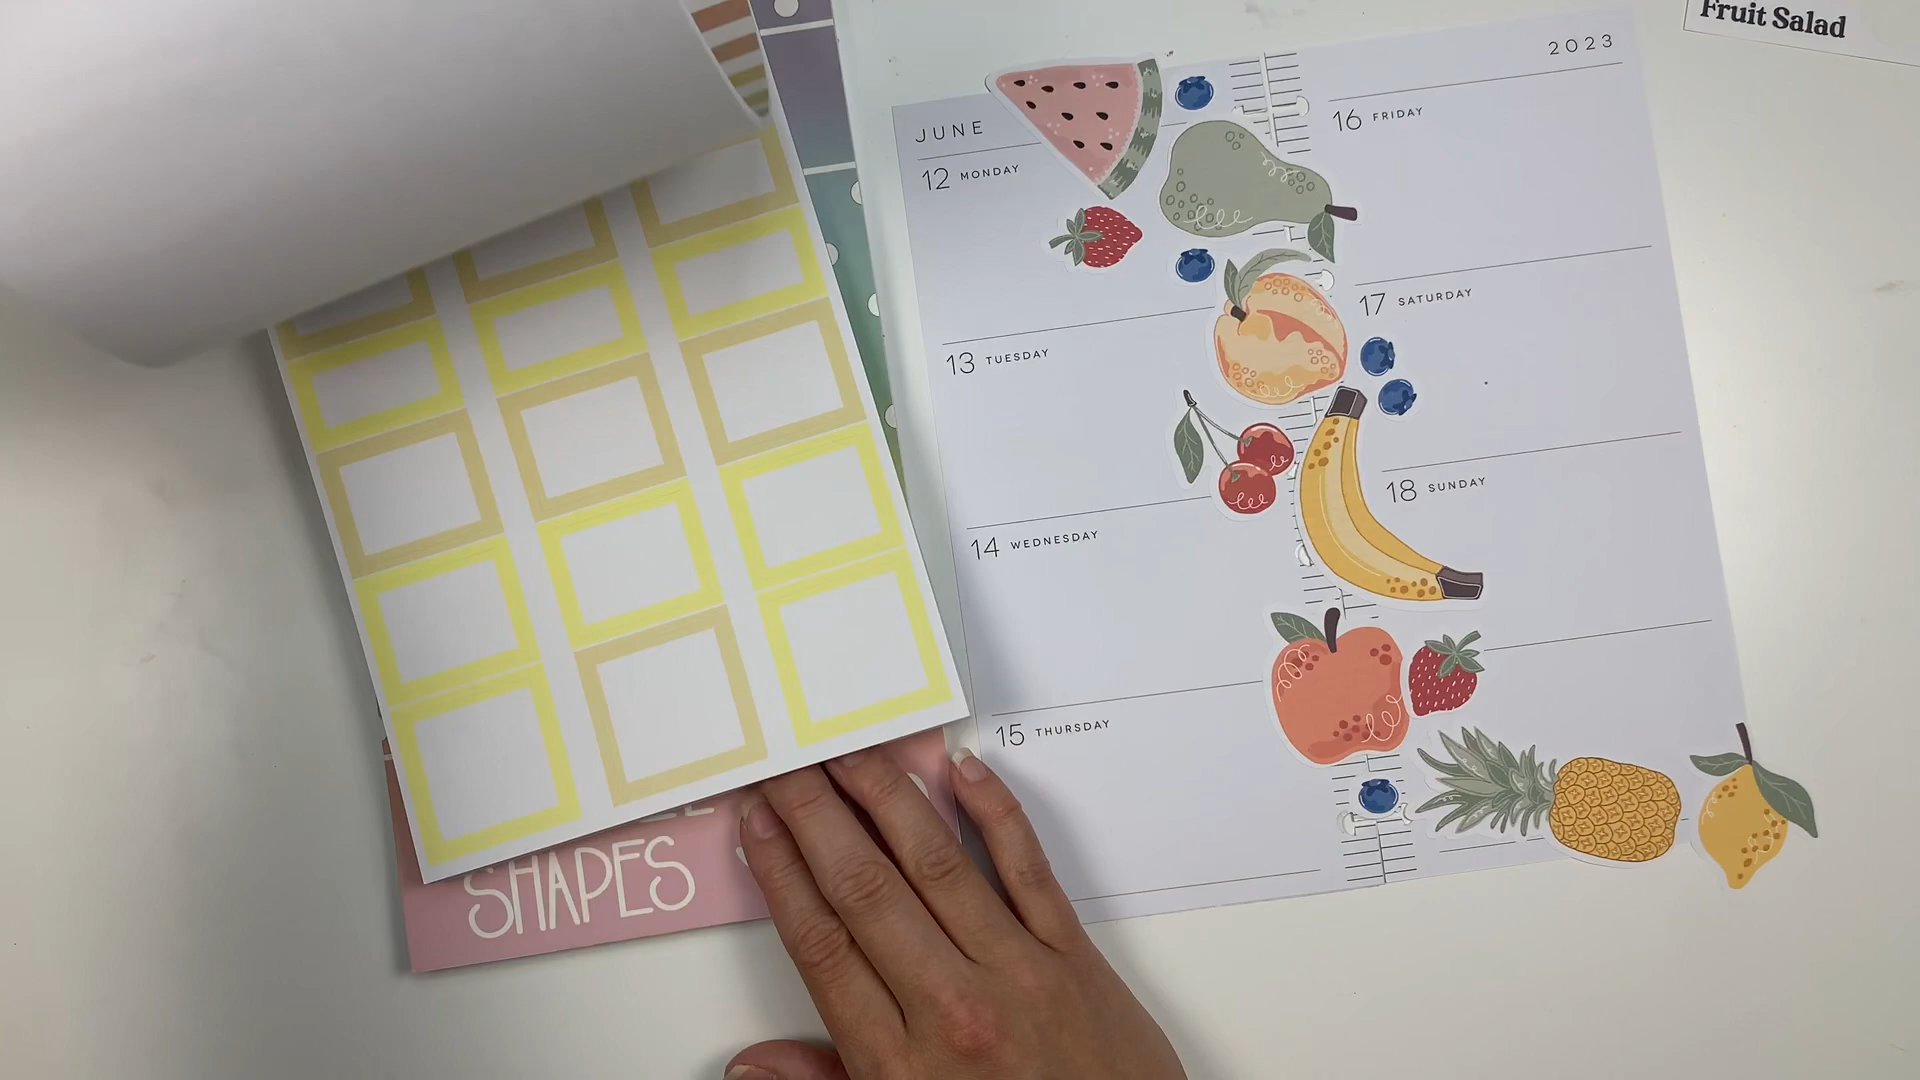 Fruit Salad
2023
JUNE
12 MONDAY
13 TUESDAY
14 WEDNESDAY
15 THURSDAY
16 FRIDAY
17 SATURDAY
18 SUNDAY
SHAPES